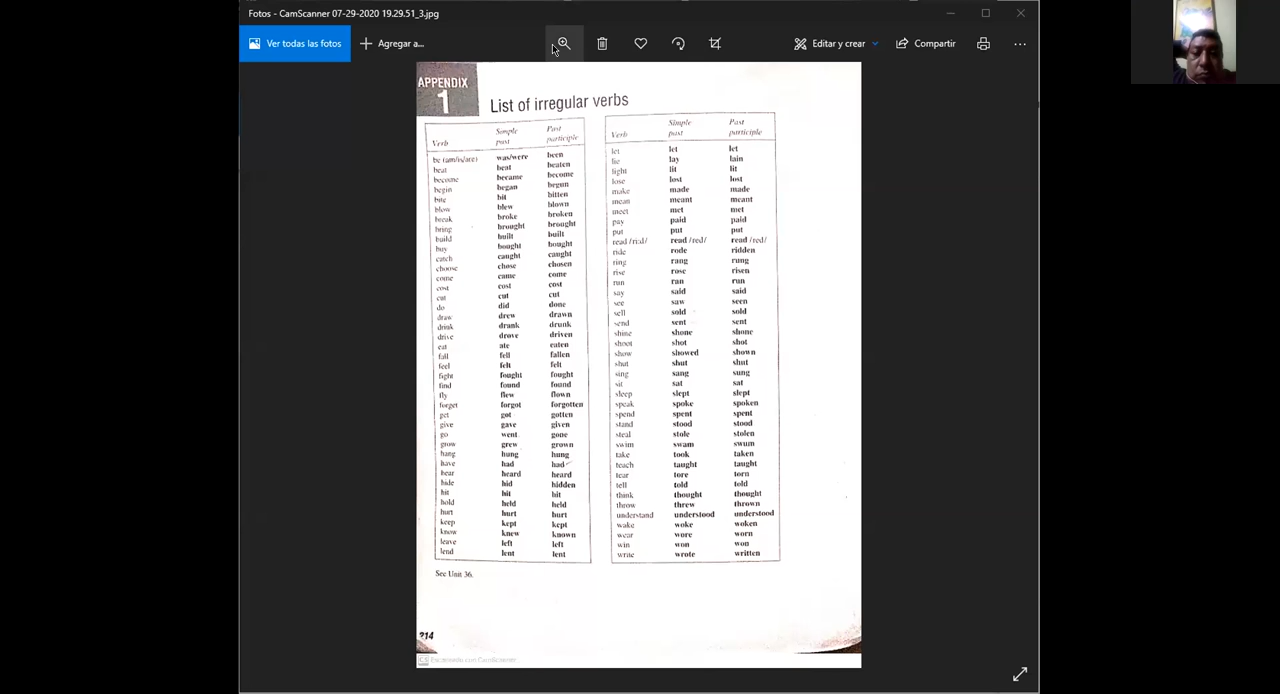 Fotos - CamScanner 07-29-2020 19.29.51_3.jpg
Ver todas las fotos
Agregar a...
Editar y crear
Compartir
APPENDIX
1
List of irregular verbs
Verb Simple past Past participle
be (am/is/are) was/were been
beat beat beaten
become became become
begin began begun
bite bit bitten
blow blew blown
break broke broken
bring brought brought
build built built
buy bought bought
catch caught caught
choose chose chosen
come came come
cost cost cost
cut cut cut
do did done
draw drew drawn
drink drank drunk
drive drove driven
eat ate eaten
fall fell fallen
feel felt felt
fight fought fought
find found found
fly flew flown
forget forgot forgotten
get got gotten
give gave given
go went gone
grow grew grown
hang hung hung
have had had
hear heard heard
hide hid hidden
hit hit hit
hold held held
hurt hurt hurt
keep kept kept
know knew known
leave left left
lend lent lent
Verb Simple past Past participle
let let let
lie lay lain
light lit lit
lose lost lost
make made made
mean meant meant
meet met met
pay paid paid
put put put
read /rid/ read /red/ read /red/
ride rode ridden
ring rang rung
rise rose risen
run ran run
say said said
see saw seen
sell sold sold
send sent sent
shine shone shone
shoot shot shot
show showed shown
shut shut shut
sing sang sung
sit sat sat
sleep slept slept
speak spoke spoken
spend spent spent
stand stood stood
steal stole stolen
swim swam swum
take took taken
teach taught taught
tear tore torn
tell told told
think thought thought
throw threw thrown
understand understood understood
wake woke woken
wear wore worn
win won won
write wrote written
See Unit 36.
214
CS Escaneado con CamScanner